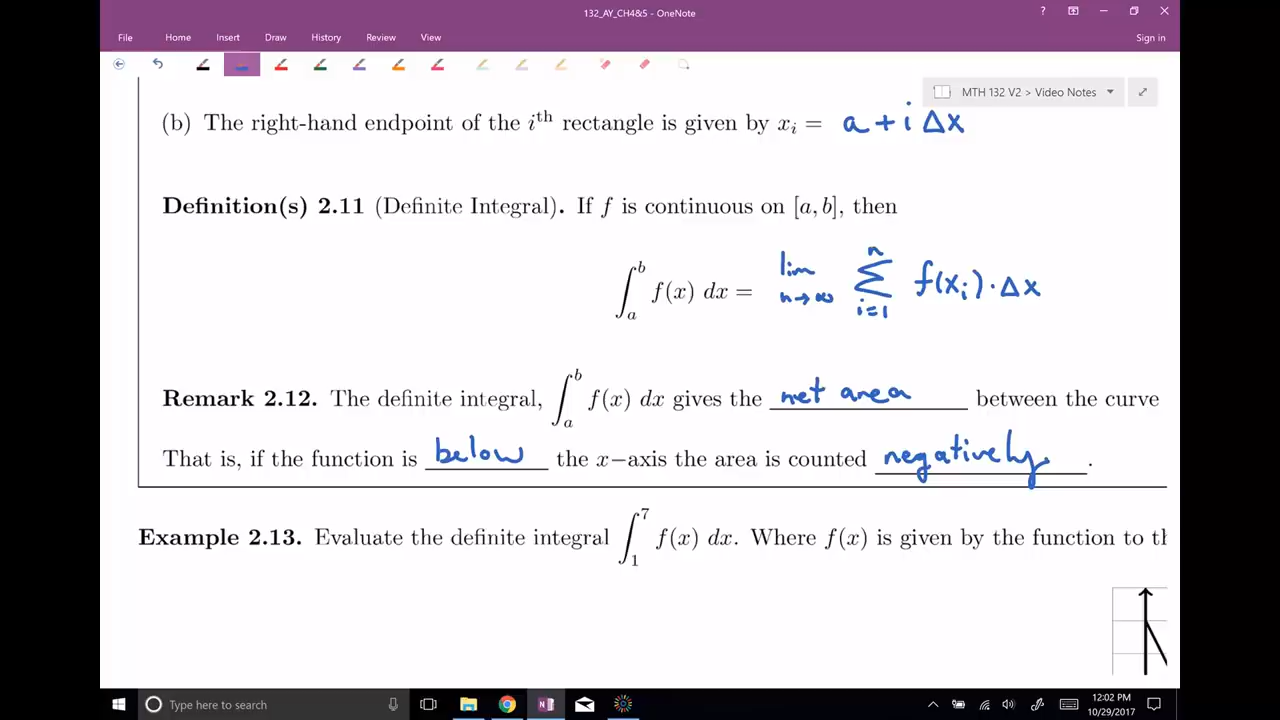 132_AY_CH4&5 - OneNote
?
File Home Insert Draw History Review View Sign in
MTH 132 V2 > Video Notes
(b) The right-hand endpoint of the i^th rectangle is given by x_i = a + i Δx
Definition(s) 2.11 (Definite Integral). If f is continuous on [a, b], then
∫_a^b f(x) dx = lim_{n→∞} Σ_{i=1}^n f(x_i)·Δx
Remark 2.12. The definite integral, ∫_a^b f(x) dx gives the net area between the curve
That is, if the function is below the x−axis the area is counted negatively.
Example 2.13. Evaluate the definite integral ∫_1^7 f(x) dx. Where f(x) is given by the function to th
Type here to search
12:02 PM
10/29/2017